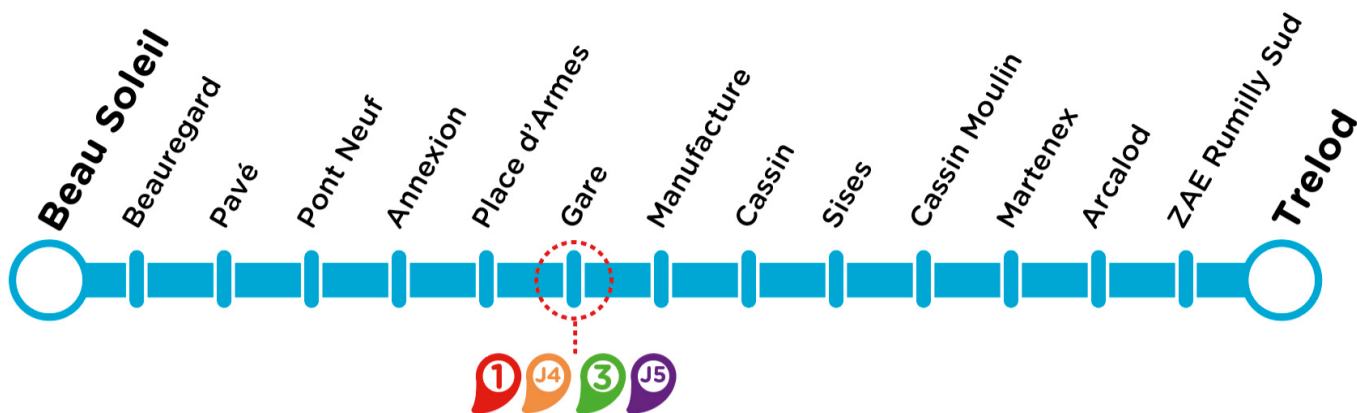 Beau Soleil
Beauregard
Pavé
Pont Neuf
Annexion
Place d'Armes
Gare
Manufacture
Cassin
Sises
Cassin Moulin
Martenex
Arcalod
ZAE Rumilly Sud
Trelod
1 J4 3 J5